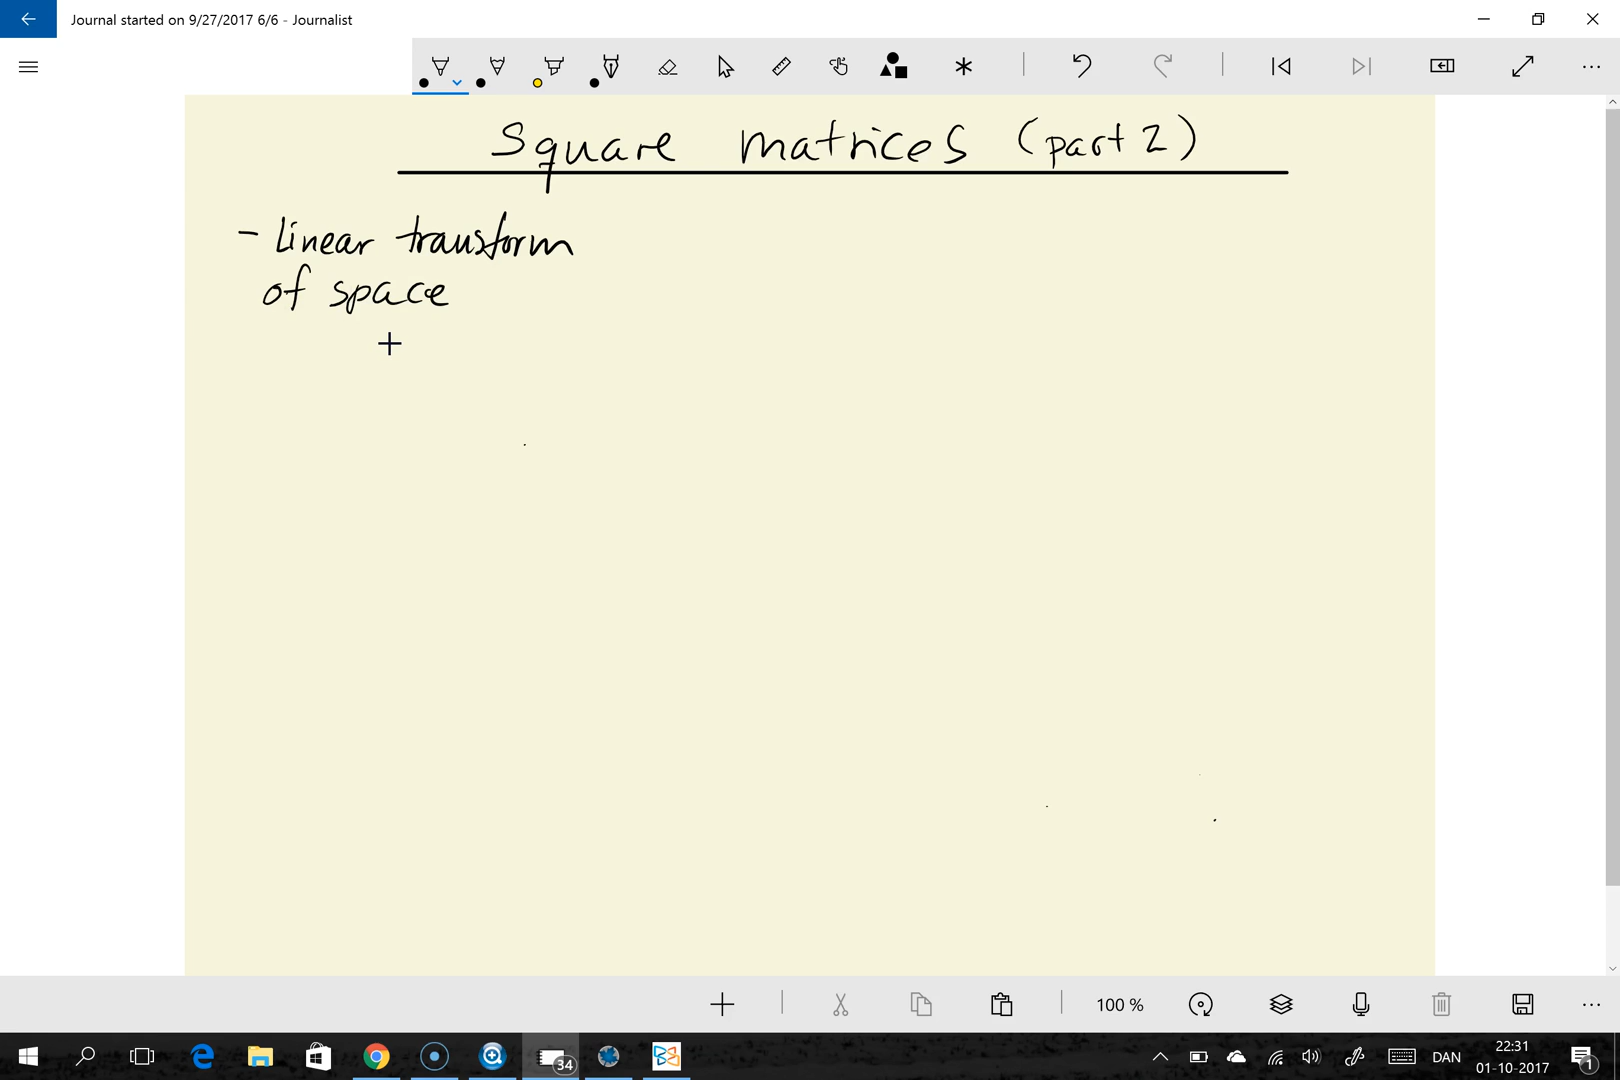 Journal started on 9/27/2017 6/6 - Journalist
Square matrices (part 2)
- Linear transform
of space
100 %
34
DAN
22:31
01-10-2017
1